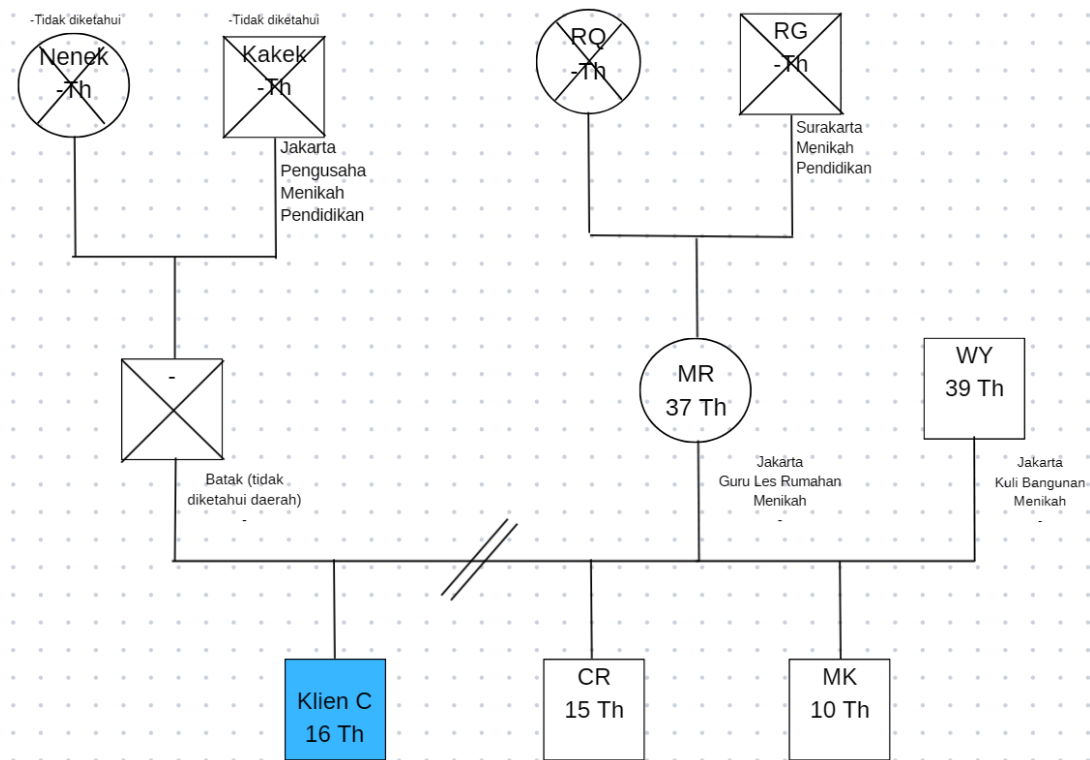 -Tidak diketahui
Nenek
-Th
-Tidak diketahui
Kakek
-Th
Jakarta
Pengusaha
Menikah
Pendidikan
RQ
-Th
RG
-Th
Surakarta
Menikah
Pendidikan
-
Batak (tidak
diketahui daerah)
-
MR
37 Th
Jakarta
Guru Les Rumahan
Menikah
-
WY
39 Th
Jakarta
Kuli Bangunan
Menikah
-
Klien C
16 Th
CR
15 Th
MK
10 Th